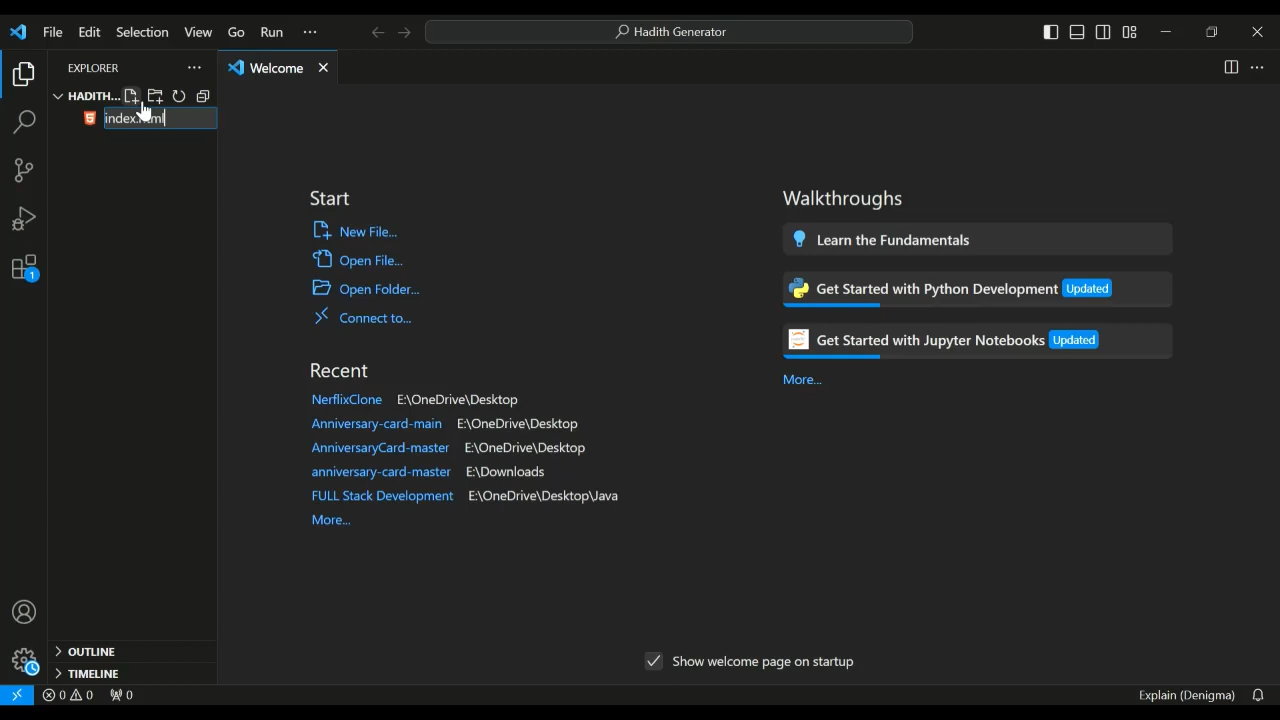 File Edit Selection View Go Run ...
Hadith Generator
EXPLORER
Welcome
HADITH...
Start
Walkthroughs
New File...
Learn the Fundamentals
Open File...
Open Folder...
Get Started with Python Development Updated
Connect to...
Get Started with Jupyter Notebooks Updated
More...
Recent
NerflixClone E:\OneDrive\Desktop
Anniversary-card-main E:\OneDrive\Desktop
AnniversaryCard-master E:\OneDrive\Desktop
anniversary-card-master E:\Downloads
FULL Stack Development E:\OneDrive\Desktop\Java
More...
1
OUTLINE
Show welcome page on startup
TIMELINE
0 0 0
Explain (Denigma)